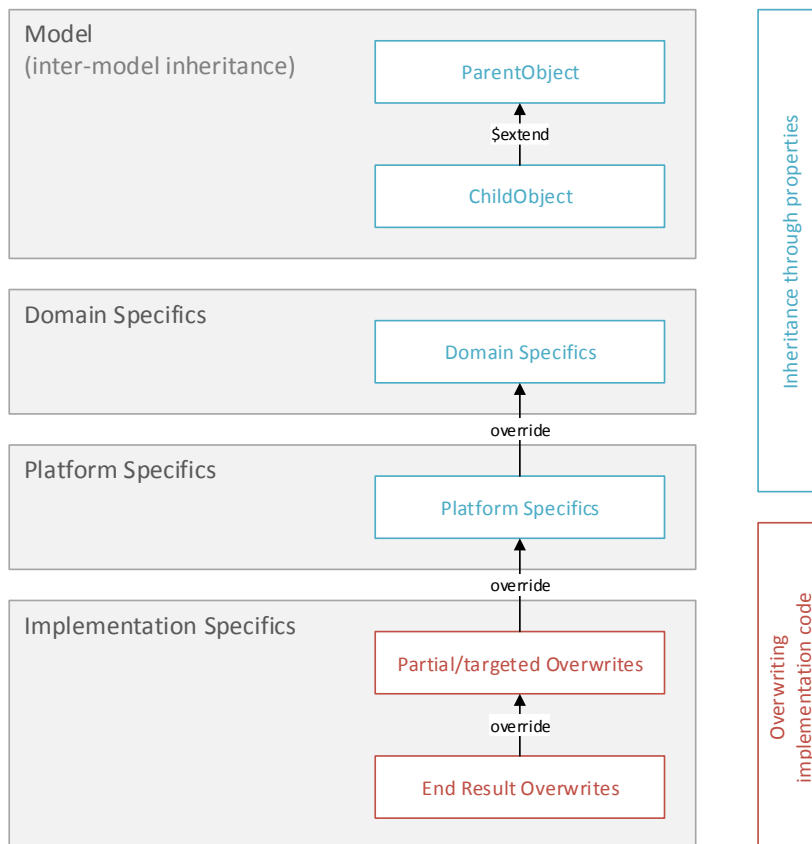 Model
(inter-model inheritance)
ParentObject
$extend
ChildObject
Domain Specifics
Domain Specifics
override
Platform Specifics
Platform Specifics
override
Implementation Specifics
Partial/targeted Overwrites
override
End Result Overwrites
Inheritance through properties
Overwriting
implementation code